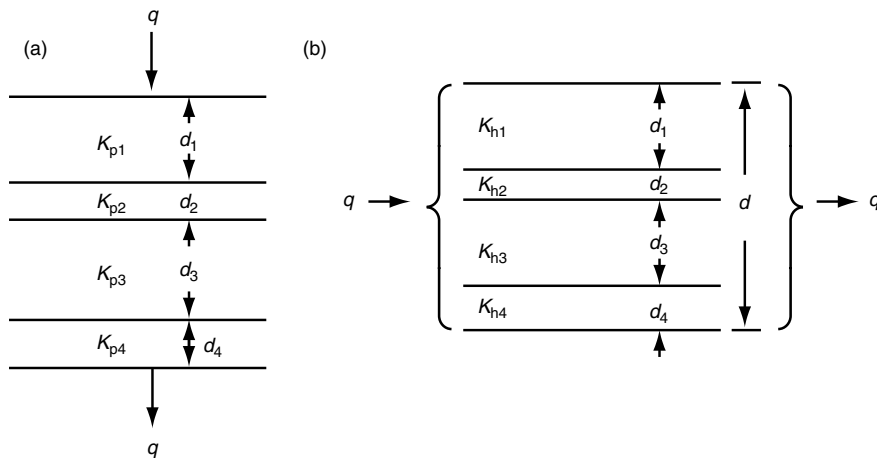 (a)
q
Kp1
d1
Kp2
d2
Kp3
d3
Kp4
d4
q
(b)
Kh1
d1
Kh2
d2
q
d
q
Kh3
d3
Kh4
d4